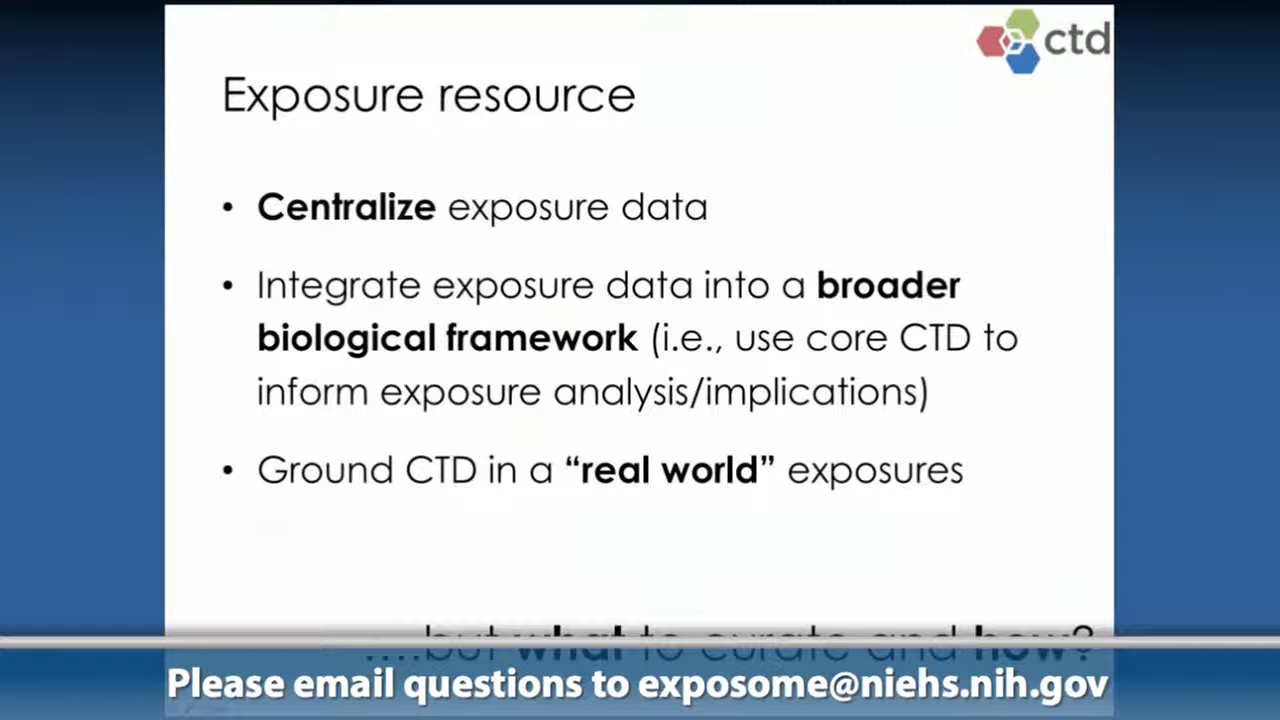 ctd
Exposure resource
• Centralize exposure data
• Integrate exposure data into a broader
biological framework (i.e., use core CTD to
inform exposure analysis/implications)
• Ground CTD in a “real world” exposures
....but what to curate and how?
Please email questions to exposome@niehs.nih.gov